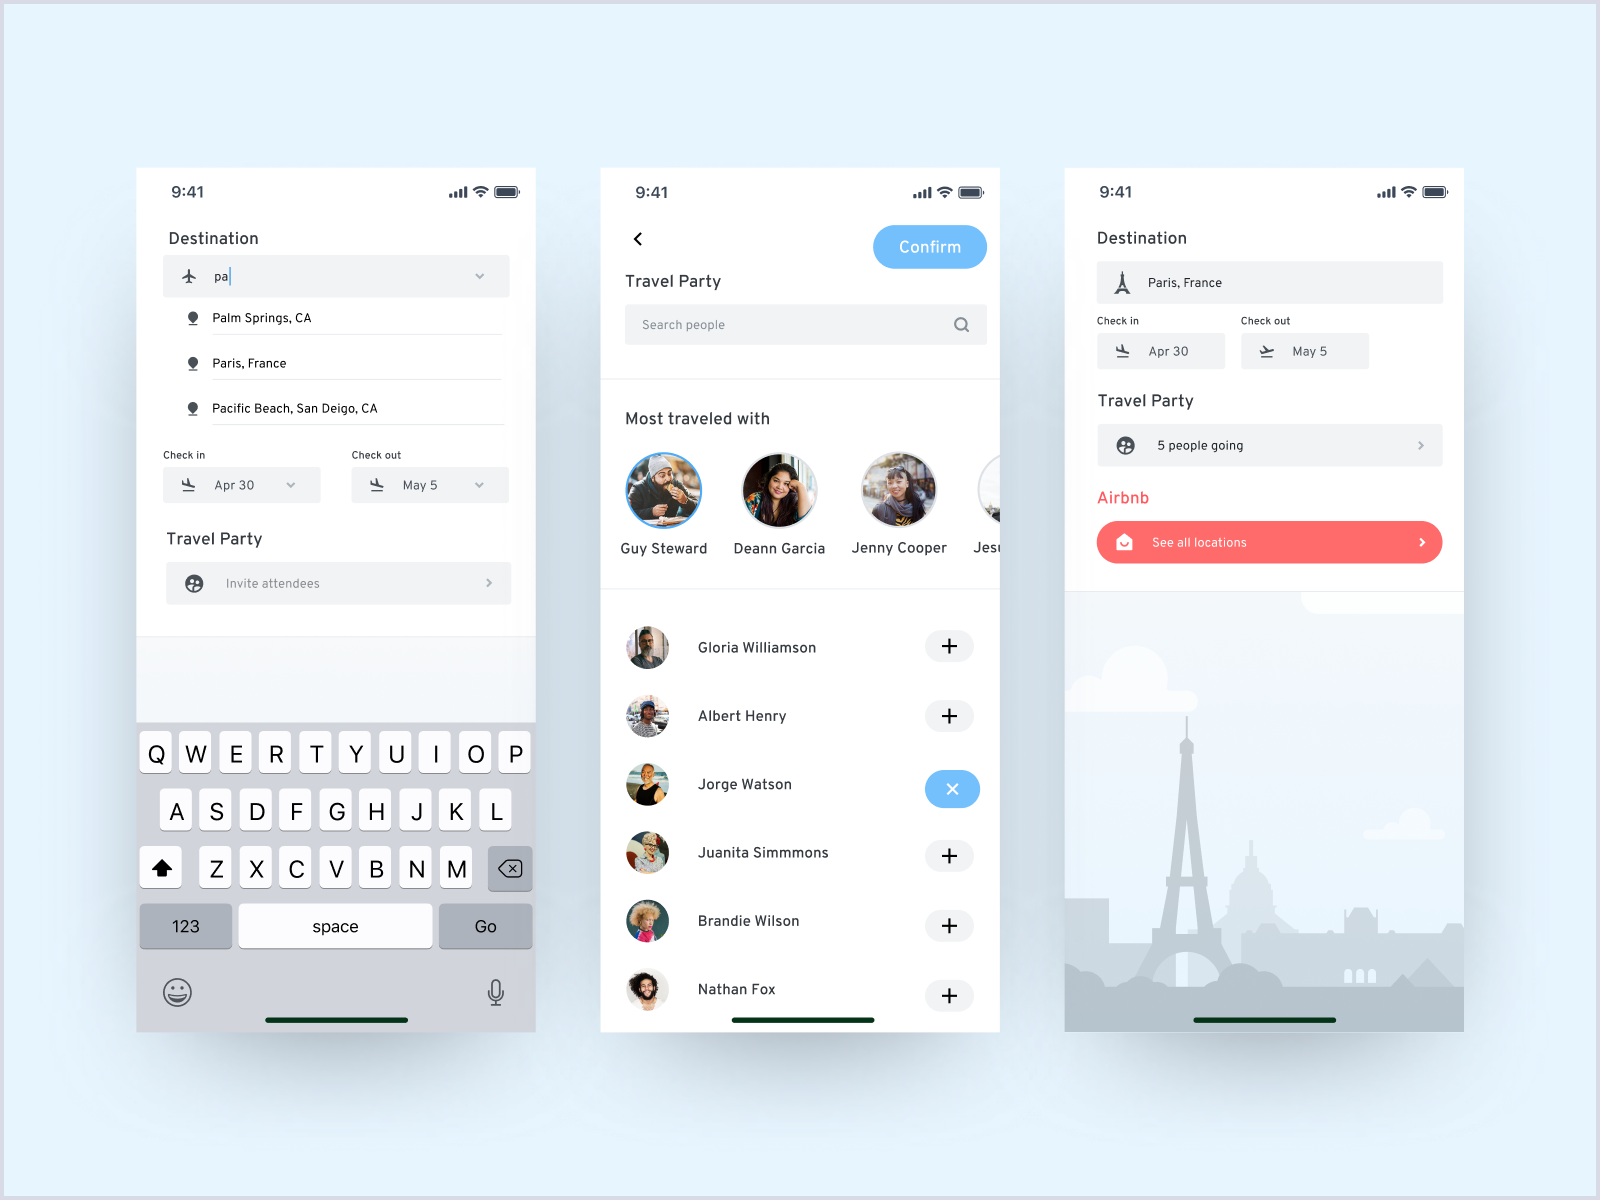 9:41
Destination
pa
Palm Springs, CA
Paris, France
Pacific Beach, San Deigo, CA
Check in
Check out
Apr 30
May 5
Travel Party
Invite attendees
Q W E R T Y U I O P
A S D F G H J K L
Z X C V B N M
123
space
Go
9:41
Confirm
Travel Party
Search people
Most traveled with
Guy Steward
Deann Garcia
Jenny Cooper
Jesu
Gloria Williamson
Albert Henry
Jorge Watson
Juanita Simmmons
Brandie Wilson
Nathan Fox
9:41
Destination
Paris, France
Check in
Check out
Apr 30
May 5
Travel Party
5 people going
Airbnb
See all locations